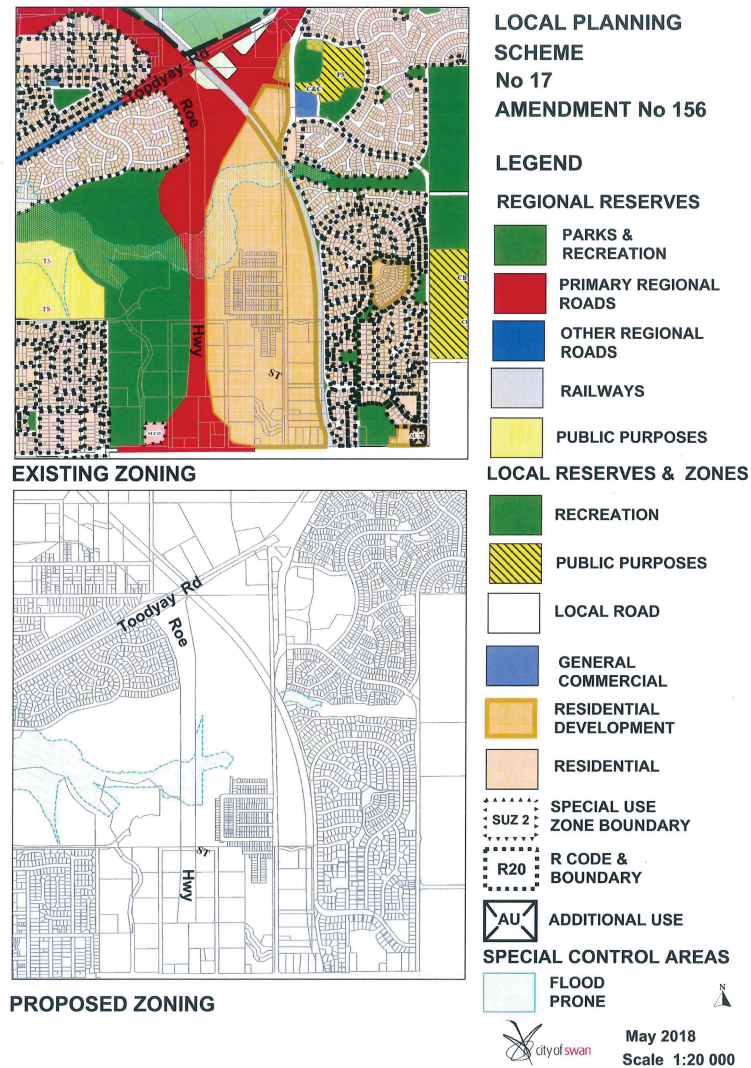 LOCAL PLANNING
SCHEME
No 17
AMENDMENT No 156
LEGEND
REGIONAL RESERVES
PARKS &
RECREATION
PRIMARY REGIONAL
ROADS
OTHER REGIONAL
ROADS
RAILWAYS
PUBLIC PURPOSES
LOCAL RESERVES & ZONES
RECREATION
PUBLIC PURPOSES
LOCAL ROAD
GENERAL
COMMERCIAL
RESIDENTIAL
DEVELOPMENT
RESIDENTIAL
SUZ 2
SPECIAL USE
ZONE BOUNDARY
R20
R CODE &
BOUNDARY
AU
ADDITIONAL USE
SPECIAL CONTROL AREAS
FLOOD
PRONE
N
city of swan
May 2018
Scale 1:20 000
Toodyay Rd
Roe
PS
TS
TS
Hwy
ST
EXISTING ZONING
Toodyay Rd
Roe
ST
Hwy
PROPOSED ZONING